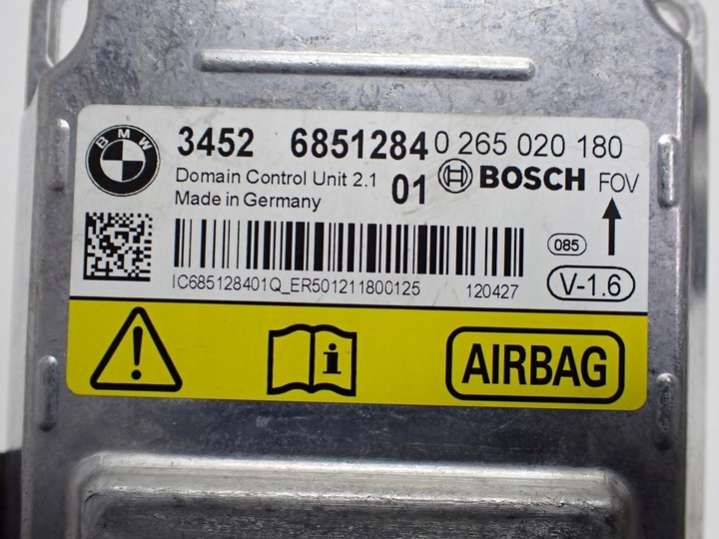 BMW
3452 6851284 0 265 020 180
Domain Control Unit 2.1 01 BOSCH FOV
Made in Germany
085
IC685128401Q_ER501211800125 120427 V-1.6
i AIRBAG